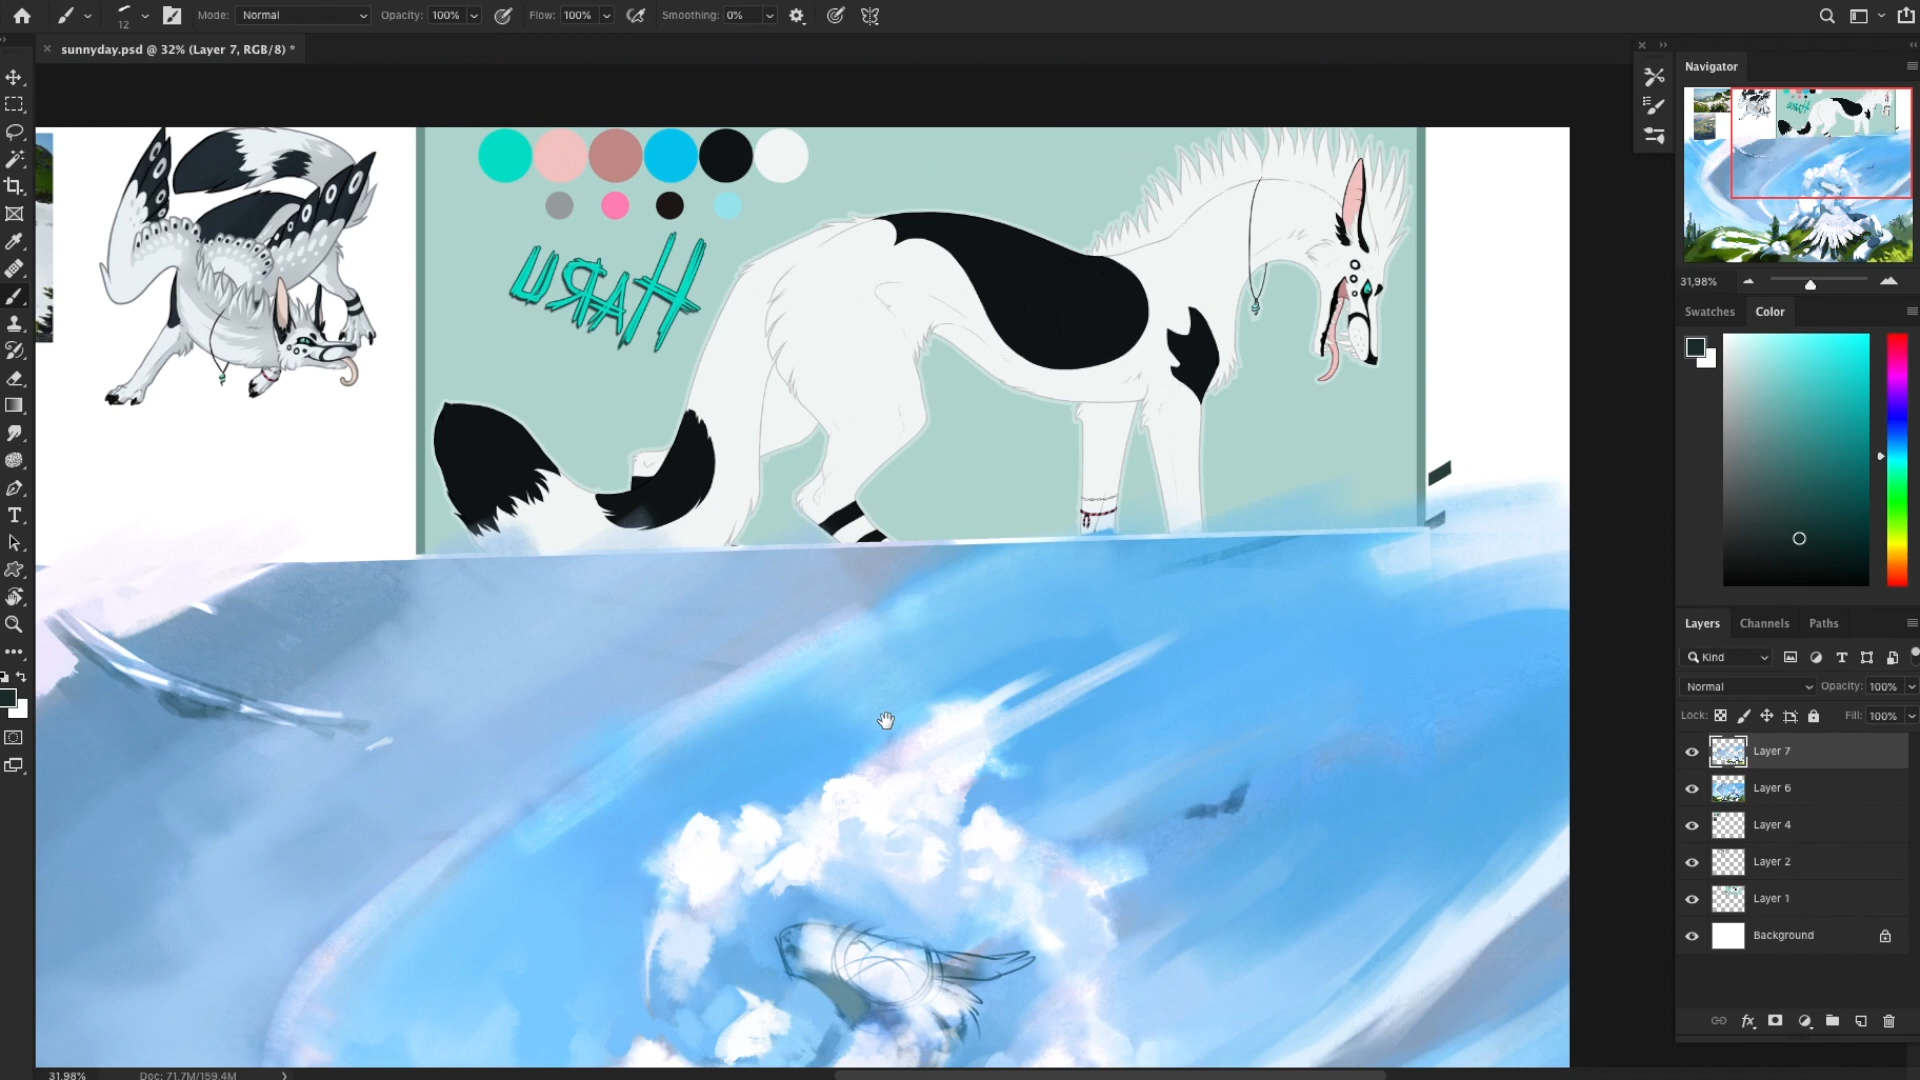 Mode: Normal Opacity: 100% Flow: 100% Smoothing: 0%
12
sunnyday.psd @ 32% (Layer 7, RGB/8) *
Navigator
31,98%
Swatches Color
Haru
Layers Channels Paths
Kind
Normal Opacity: 100%
Lock: Fill: 100%
Layer 7
Layer 6
Layer 4
Layer 2
Layer 1
Background
31,98% Doc: 71,7M/159,4M